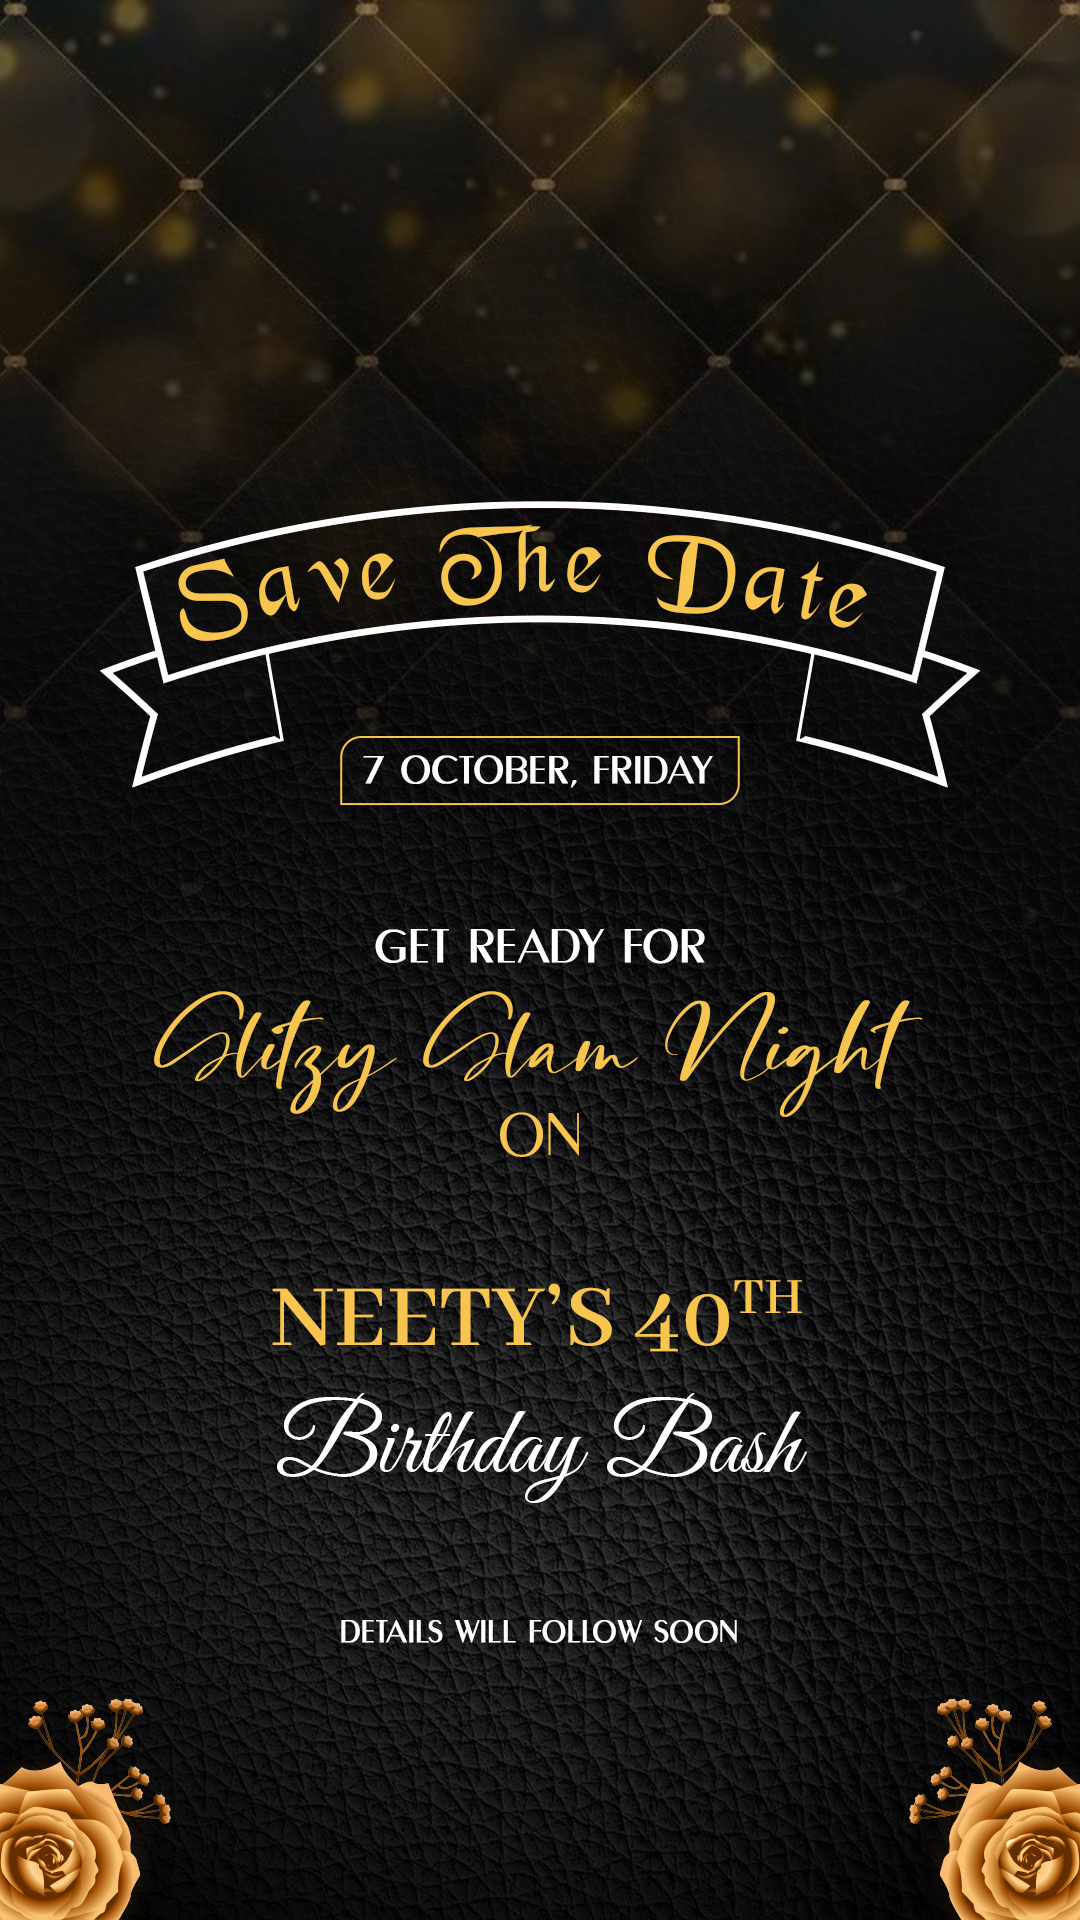 Save The Date
7 OCTOBER, FRIDAY
GET READY FOR
Glitzy Glam Night
ON
NEETY’S 40TH
Birthday Bash
DETAILS WILL FOLLOW SOON